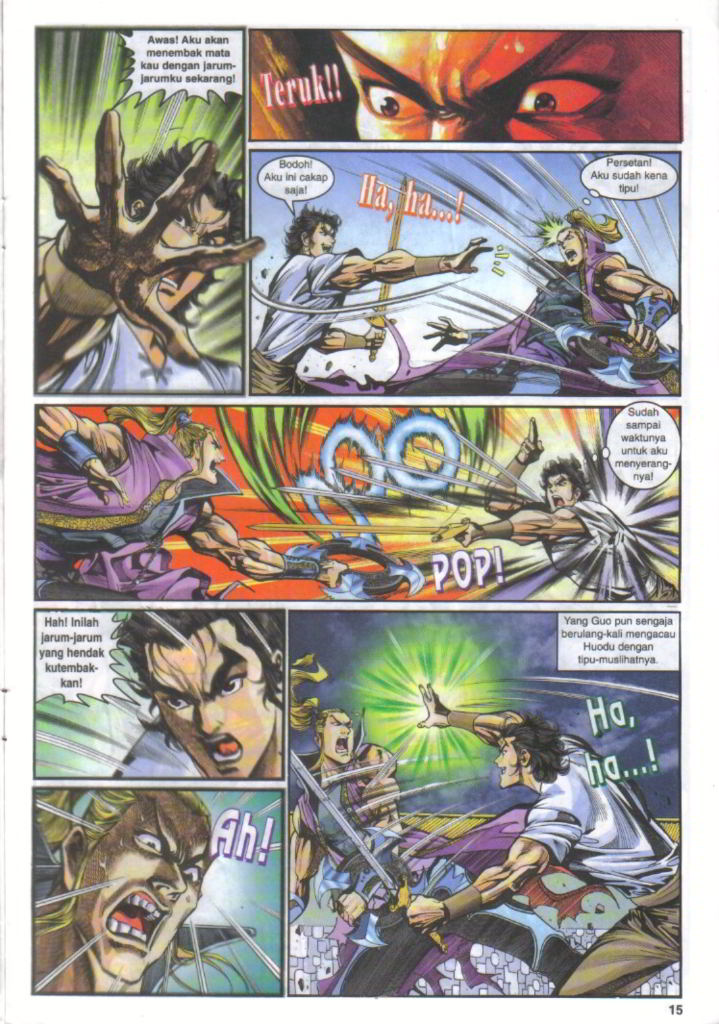 Awas! Aku akan
menembak mata
kau dengan jarum-
jarumku sekarang!
Teruk!!
Bodoh!
Aku ini cakap
saja!
Ha, ha...!
Persetan!
Aku sudah kena
tipu!
Sudah
sampai
waktunya
untuk aku
menyerang-
nya!
POP!
Hah! Inilah
jarum-jarum
yang hendak
kutembak-
kan!
Yang Guo pun sengaja
berulang-kali mengacau
Huodu dengan
tipu-muslihatnya.
Ha,
ha...!
Ah!
15